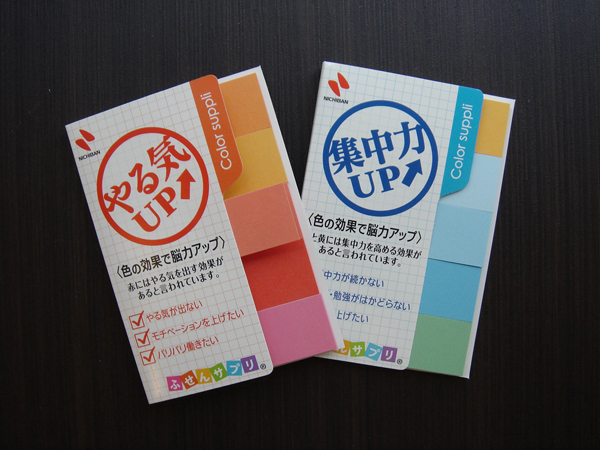 NICHIBAN
Color suppli
やる気
UP
〈色の効果で脳力アップ〉
赤にはやる気を出す効果が
あると言われています。
やる気が出ない
モチベーションを上げたい
バリバリ働きたい
ふせんサプリ®
NICHIBAN
Color suppli
集中力
UP
〈色の効果で脳力アップ〉
と黄には集中力を高める効果が
あると言われています。
中力が続かない
・勉強がはかどらない
上げたい